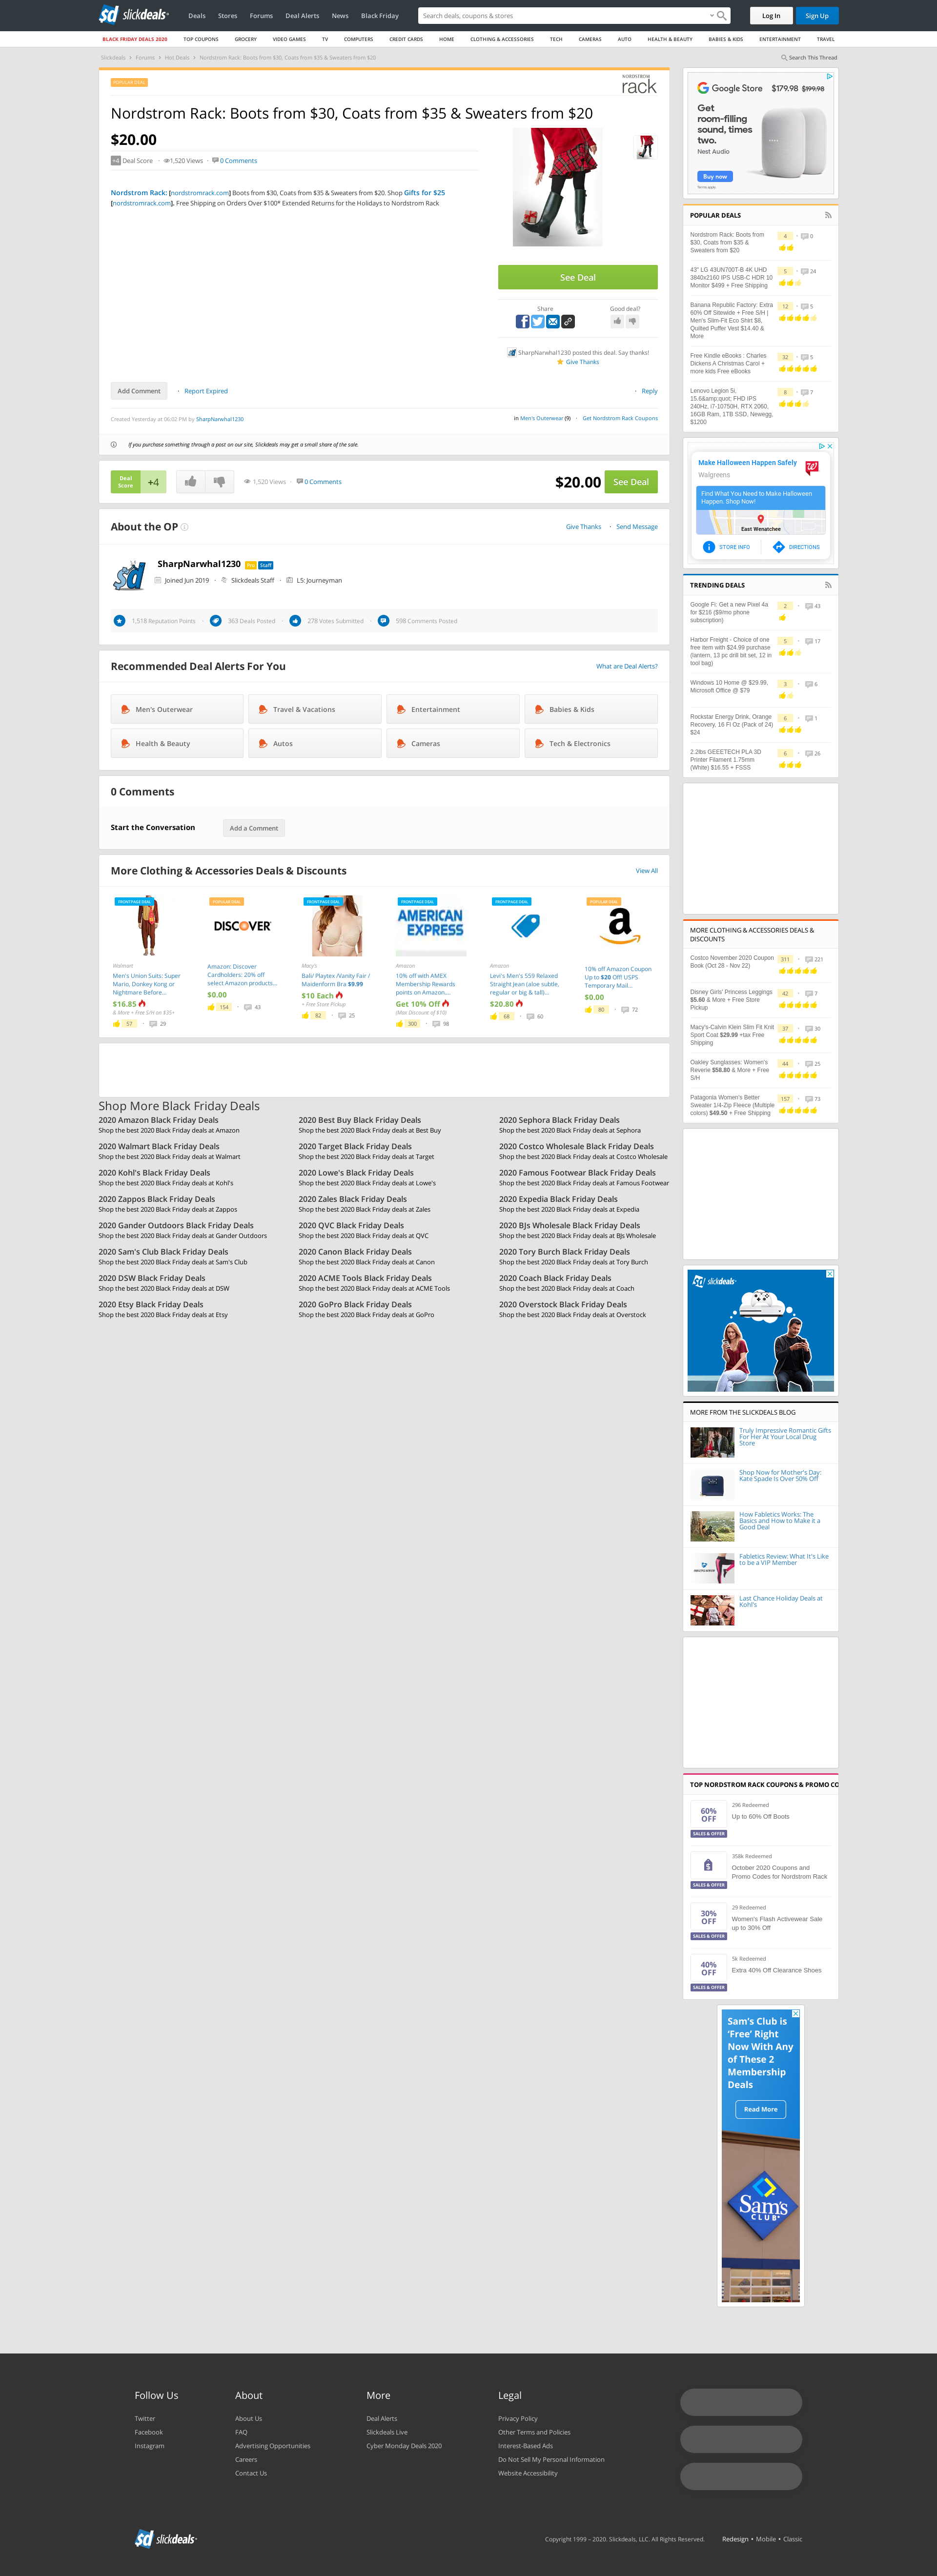 slickdeals
Deals Stores Forums Deal Alerts News Black Friday
Search deals, coupons & stores
Log In Sign Up
BLACK FRIDAY DEALS 2020 TOP COUPONS GROCERY VIDEO GAMES TV COMPUTERS CREDIT CARDS HOME CLOTHING & ACCESSORIES TECH CAMERAS AUTO HEALTH & BEAUTY BABIES & KIDS ENTERTAINMENT TRAVEL
Slickdeals > Forums > Hot Deals > Nordstrom Rack: Boots from $30, Coats from $35 & Sweaters from $20
Search This Thread
POPULAR DEAL
NORDSTROM
rack
Nordstrom Rack: Boots from $30, Coats from $35 & Sweaters from $20
$20.00
+4 Deal Score 1,520 Views 0 Comments
Nordstrom Rack: [nordstromrack.com] Boots from $30, Coats from $35 & Sweaters from $20. Shop Gifts for $25
[nordstromrack.com]. Free Shipping on Orders Over $100* Extended Returns for the Holidays to Nordstrom Rack
See Deal
Share
Good deal?
SharpNarwhal1230 posted this deal. Say thanks!
Give Thanks
Add Comment
Report Expired
Reply
Created Yesterday at 06:02 PM by SharpNarwhal1230
in Men's Outerwear (9) Get Nordstrom Rack Coupons
If you purchase something through a post on our site, Slickdeals may get a small share of the sale.
Deal
Score
+4
1,520 Views 0 Comments
$20.00
See Deal
About the OP
Give Thanks Send Message
sd
SharpNarwhal1230 Pro Staff
Joined Jun 2019 Slickdeals Staff L5: Journeyman
1,518 Reputation Points 363 Deals Posted 278 Votes Submitted 598 Comments Posted
Recommended Deal Alerts For You
What are Deal Alerts?
Men's Outerwear Travel & Vacations Entertainment Babies & Kids
Health & Beauty Autos Cameras Tech & Electronics
0 Comments
Start the Conversation
Add a Comment
More Clothing & Accessories Deals & Discounts
View All
FRONTPAGE DEAL
Walmart
Men's Union Suits: Super
Mario, Donkey Kong or
Nightmare Before...
$16.85
& More + Free S/H on $35+
57 29
POPULAR DEAL
DISCOVER
Amazon: Discover
Cardholders: 20% off
select Amazon products...
$0.00
154 43
FRONTPAGE DEAL
Macy's
Bali/ Playtex /Vanity Fair /
Maidenform Bra $9.99
$10 Each
+ Free Store Pickup
82 25
FRONTPAGE DEAL
AMERICAN
EXPRESS
Amazon
10% off with AMEX
Membership Rewards
points on Amazon....
Get 10% Off
(Max Discount of $10)
300 98
FRONTPAGE DEAL
Amazon
Levi's Men's 559 Relaxed
Straight Jean (aloe subtle,
regular or big & tall)...
$20.80
68 60
POPULAR DEAL
a
10% off Amazon Coupon
Up to $20 Off! USPS
Temporary Mail...
$0.00
80 72
Shop More Black Friday Deals
2020 Amazon Black Friday Deals
Shop the best 2020 Black Friday deals at Amazon
2020 Best Buy Black Friday Deals
Shop the best 2020 Black Friday deals at Best Buy
2020 Sephora Black Friday Deals
Shop the best 2020 Black Friday deals at Sephora
2020 Walmart Black Friday Deals
Shop the best 2020 Black Friday deals at Walmart
2020 Target Black Friday Deals
Shop the best 2020 Black Friday deals at Target
2020 Costco Wholesale Black Friday Deals
Shop the best 2020 Black Friday deals at Costco Wholesale
2020 Kohl's Black Friday Deals
Shop the best 2020 Black Friday deals at Kohl's
2020 Lowe's Black Friday Deals
Shop the best 2020 Black Friday deals at Lowe's
2020 Famous Footwear Black Friday Deals
Shop the best 2020 Black Friday deals at Famous Footwear
2020 Zappos Black Friday Deals
Shop the best 2020 Black Friday deals at Zappos
2020 Zales Black Friday Deals
Shop the best 2020 Black Friday deals at Zales
2020 Expedia Black Friday Deals
Shop the best 2020 Black Friday deals at Expedia
2020 Gander Outdoors Black Friday Deals
Shop the best 2020 Black Friday deals at Gander Outdoors
2020 QVC Black Friday Deals
Shop the best 2020 Black Friday deals at QVC
2020 BJs Wholesale Black Friday Deals
Shop the best 2020 Black Friday deals at BJs Wholesale
2020 Sam's Club Black Friday Deals
Shop the best 2020 Black Friday deals at Sam's Club
2020 Canon Black Friday Deals
Shop the best 2020 Black Friday deals at Canon
2020 Tory Burch Black Friday Deals
Shop the best 2020 Black Friday deals at Tory Burch
2020 DSW Black Friday Deals
Shop the best 2020 Black Friday deals at DSW
2020 ACME Tools Black Friday Deals
Shop the best 2020 Black Friday deals at ACME Tools
2020 Coach Black Friday Deals
Shop the best 2020 Black Friday deals at Coach
2020 Etsy Black Friday Deals
Shop the best 2020 Black Friday deals at Etsy
2020 GoPro Black Friday Deals
Shop the best 2020 Black Friday deals at GoPro
2020 Overstock Black Friday Deals
Shop the best 2020 Black Friday deals at Overstock
Google Store $179.98 $199.98
Get
room-filling
sound, times
two.
Nest Audio
Buy now
Terms apply.
POPULAR DEALS
Nordstrom Rack: Boots from
$30, Coats from $35 &
Sweaters from $20
4 0
43" LG 43UN700T-B 4K UHD
3840x2160 IPS USB-C HDR 10
Monitor $499 + Free Shipping
5 24
Banana Republic Factory: Extra
60% Off Sitewide + Free S/H |
Men's Slim-Fit Eco Shirt $8,
Quilted Puffer Vest $14.40 &
More
12 5
Free Kindle eBooks : Charles
Dickens A Christmas Carol +
more kids Free eBooks
32 5
Lenovo Legion 5i,
15.6&amp;quot; FHD IPS
240Hz, i7-10750H, RTX 2060,
16GB Ram, 1TB SSD, Newegg,
$1200
8 7
Make Halloween Happen Safely
Walgreens
Find What You Need to Make Halloween
Happen. Shop Now!
East Wenatchee
STORE INFO DIRECTIONS
TRENDING DEALS
Google Fi: Get a new Pixel 4a
for $216 ($9/mo phone
subscription)
2 43
Harbor Freight - Choice of one
free item with $24.99 purchase
(lantern, 13 pc drill bit set, 12 in
tool bag)
5 17
Windows 10 Home @ $29.99,
Microsoft Office @ $79
3 6
Rockstar Energy Drink, Orange
Recovery, 16 Fl Oz (Pack of 24)
$24
6 1
2.2lbs GEEETECH PLA 3D
Printer Filament 1.75mm
(White) $16.55 + FSSS
6 26
MORE CLOTHING & ACCESSORIES DEALS &
DISCOUNTS
Costco November 2020 Coupon
Book (Oct 28 - Nov 22)
311 221
Disney Girls' Princess Leggings
$5.60 & More + Free Store
Pickup
42 7
Macy's-Calvin Klein Slim Fit Knit
Sport Coat $29.99 +tax Free
Shipping
37 30
Oakley Sunglasses: Women's
Reverie $58.80 & More + Free
S/H
44 25
Patagonia Women's Better
Sweater 1/4-Zip Fleece (Multiple
colors) $49.50 + Free Shipping
157 73
slickdeals
MORE FROM THE SLICKDEALS BLOG
Truly Impressive Romantic Gifts
For Her At Your Local Drug
Store
Shop Now for Mother's Day:
Kate Spade Is Over 50% Off
How Fabletics Works: The
Basics and How to Make it a
Good Deal
Fabletics Review: What It's Like
to be a VIP Member
Last Chance Holiday Deals at
Kohl's
TOP NORDSTROM RACK COUPONS & PROMO CO
60%
OFF
SALES & OFFER
296 Redeemed
Up to 60% Off Boots
SALES & OFFER
358k Redeemed
October 2020 Coupons and
Promo Codes for Nordstrom Rack
30%
OFF
SALES & OFFER
29 Redeemed
Women's Flash Activewear Sale
up to 30% Off
40%
OFF
SALES & OFFER
5k Redeemed
Extra 40% Off Clearance Shoes
Sam's Club is
'Free' Right
Now With Any
of These 2
Membership
Deals
Read More
Sam's
CLUB
Follow Us
Twitter
Facebook
Instagram
About
About Us
FAQ
Advertising Opportunities
Careers
Contact Us
More
Deal Alerts
Slickdeals Live
Cyber Monday Deals 2020
Legal
Privacy Policy
Other Terms and Policies
Interest-Based Ads
Do Not Sell My Personal Information
Website Accessibility
slickdeals
Copyright 1999 - 2020. Slickdeals, LLC. All Rights Reserved. Redesign • Mobile • Classic